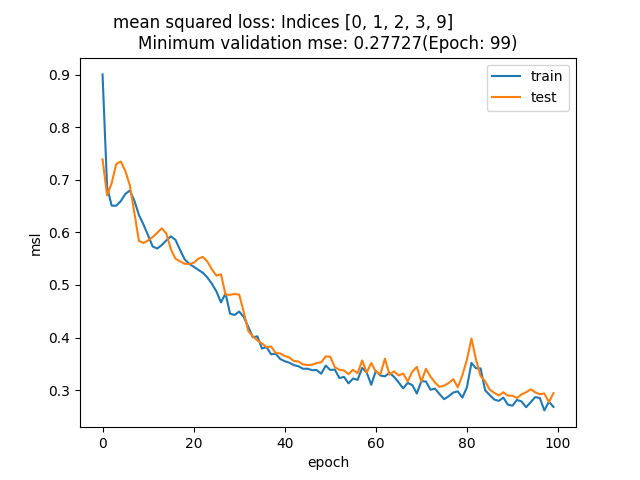 mean squared loss: Indices [0, 1, 2, 3, 9]
Minimum validation mse: 0.27727(Epoch: 99)
train
test
0.9
0.8
0.7
0.6
0.5
0.4
0.3
msl
0 20 40 60 80 100
epoch